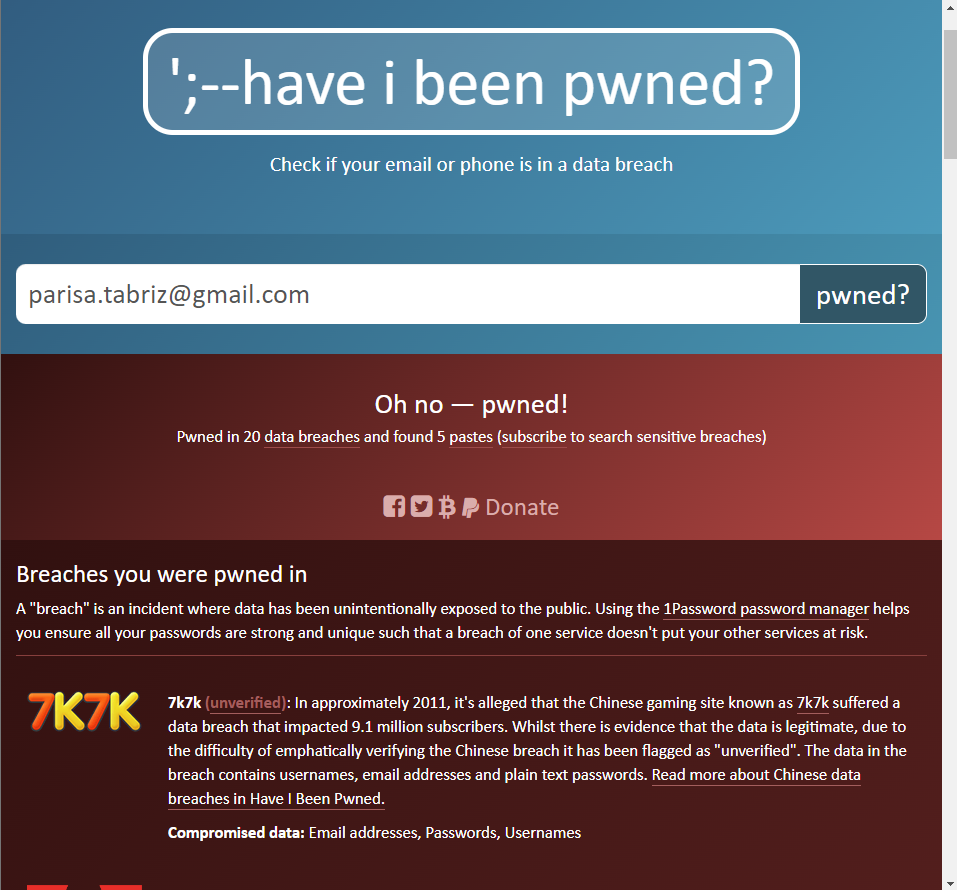 ';--have i been pwned?
Check if your email or phone is in a data breach
parisa.tabriz@gmail.com
pwned?
Oh no — pwned!
Pwned in 20 data breaches and found 5 pastes (subscribe to search sensitive breaches)
Donate
Breaches you were pwned in
A "breach" is an incident where data has been unintentionally exposed to the public. Using the 1Password password manager helps
you ensure all your passwords are strong and unique such that a breach of one service doesn't put your other services at risk.
7K7K
7k7k (unverified): In approximately 2011, it's alleged that the Chinese gaming site known as 7k7k suffered a
data breach that impacted 9.1 million subscribers. Whilst there is evidence that the data is legitimate, due to
the difficulty of emphatically verifying the Chinese breach it has been flagged as "unverified". The data in the
breach contains usernames, email addresses and plain text passwords. Read more about Chinese data
breaches in Have I Been Pwned.
Compromised data: Email addresses, Passwords, Usernames